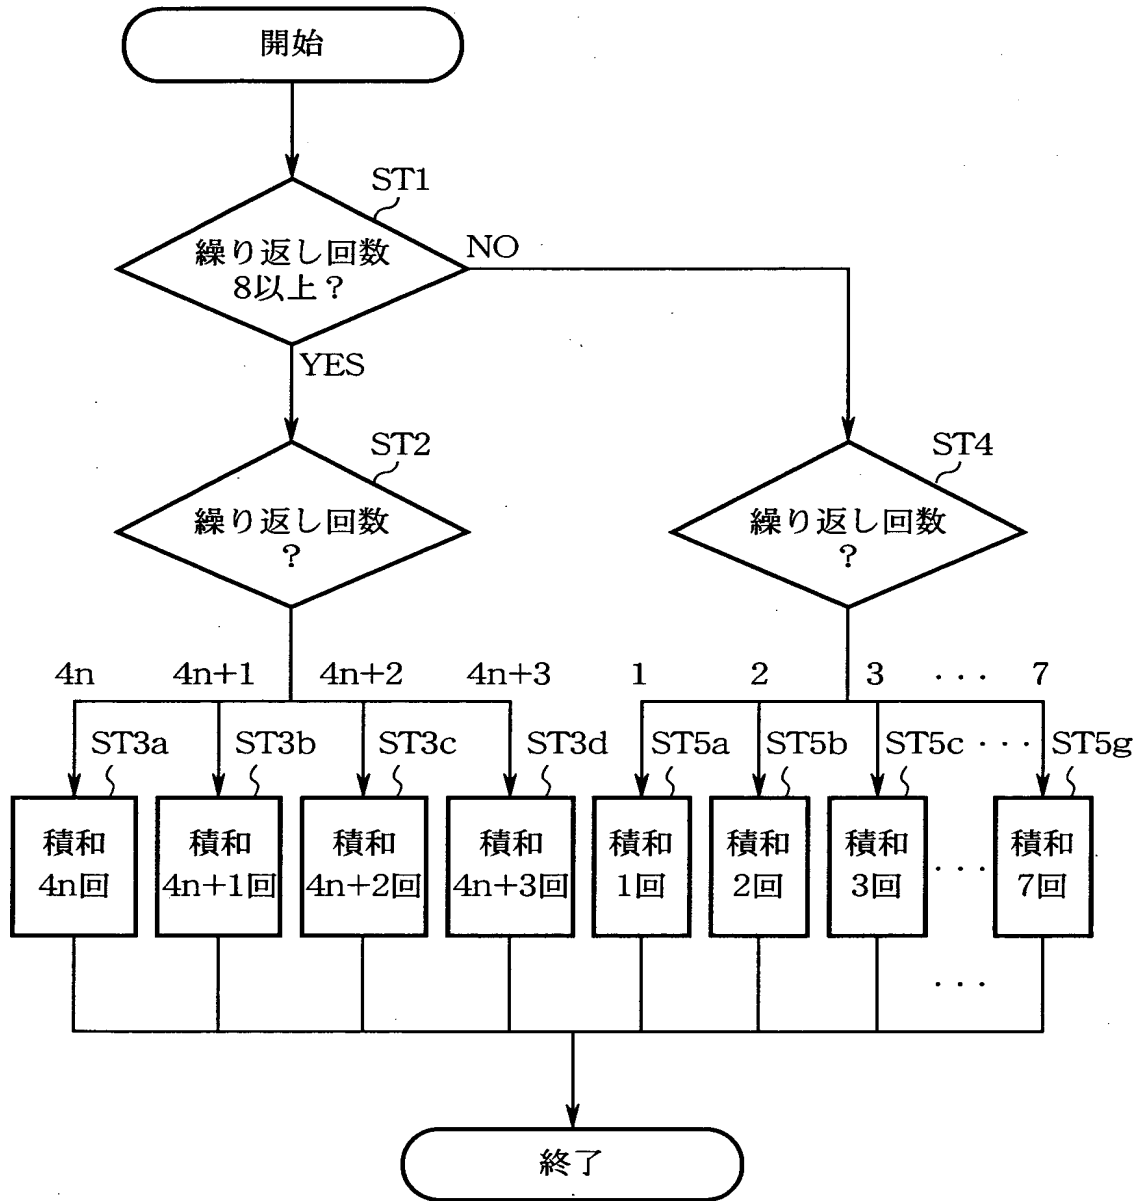 開始
ST1
繰り返し回数
8以上?
NO
YES
ST2
繰り返し回数
?
ST4
繰り返し回数
?
4n 4n+1 4n+2 4n+3 1 2 3 ··· 7
ST3a ST3b ST3c ST3d ST5a ST5b ST5c ··· ST5g
積和
4n回
積和
4n+1回
積和
4n+2回
積和
4n+3回
積和
1回
積和
2回
積和
3回
···
積和
7回
···
終了